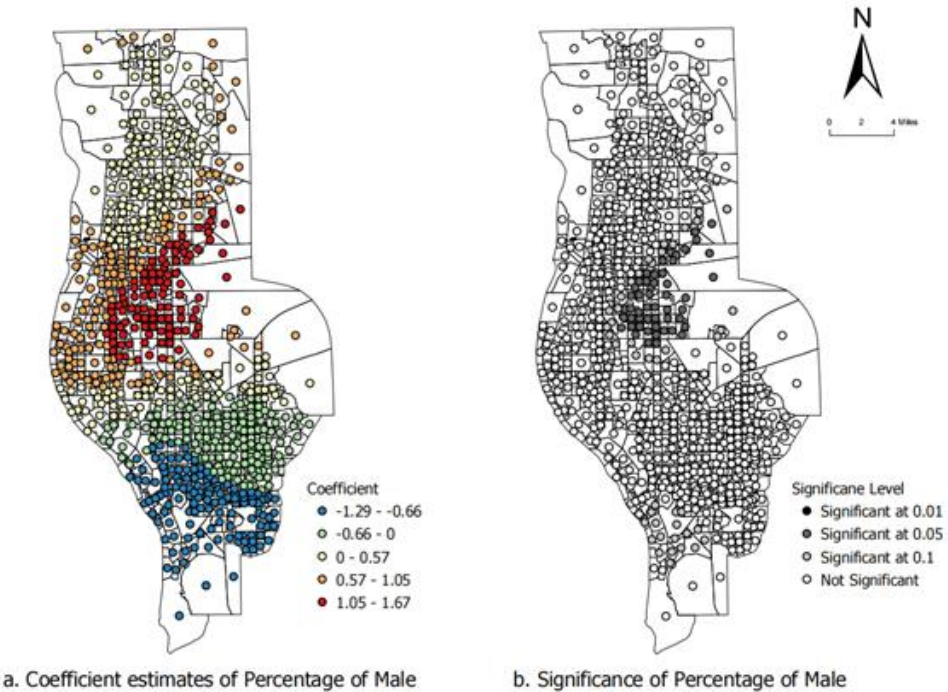 N
0 2 4 Miles
Coefficient
-1.29 - -0.66
-0.66 - 0
0 - 0.57
0.57 - 1.05
1.05 - 1.67
Significane Level
Significant at 0.01
Significant at 0.05
Significant at 0.1
Not Significant
a. Coefficient estimates of Percentage of Male
b. Significance of Percentage of Male